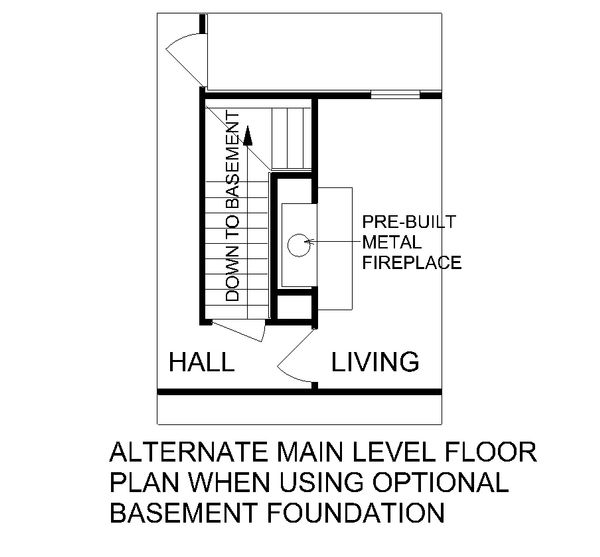 DOWN TO BASEMENT
PRE-BUILT
METAL
FIREPLACE
HALL
LIVING
ALTERNATE MAIN LEVEL FLOOR
PLAN WHEN USING OPTIONAL
BASEMENT FOUNDATION